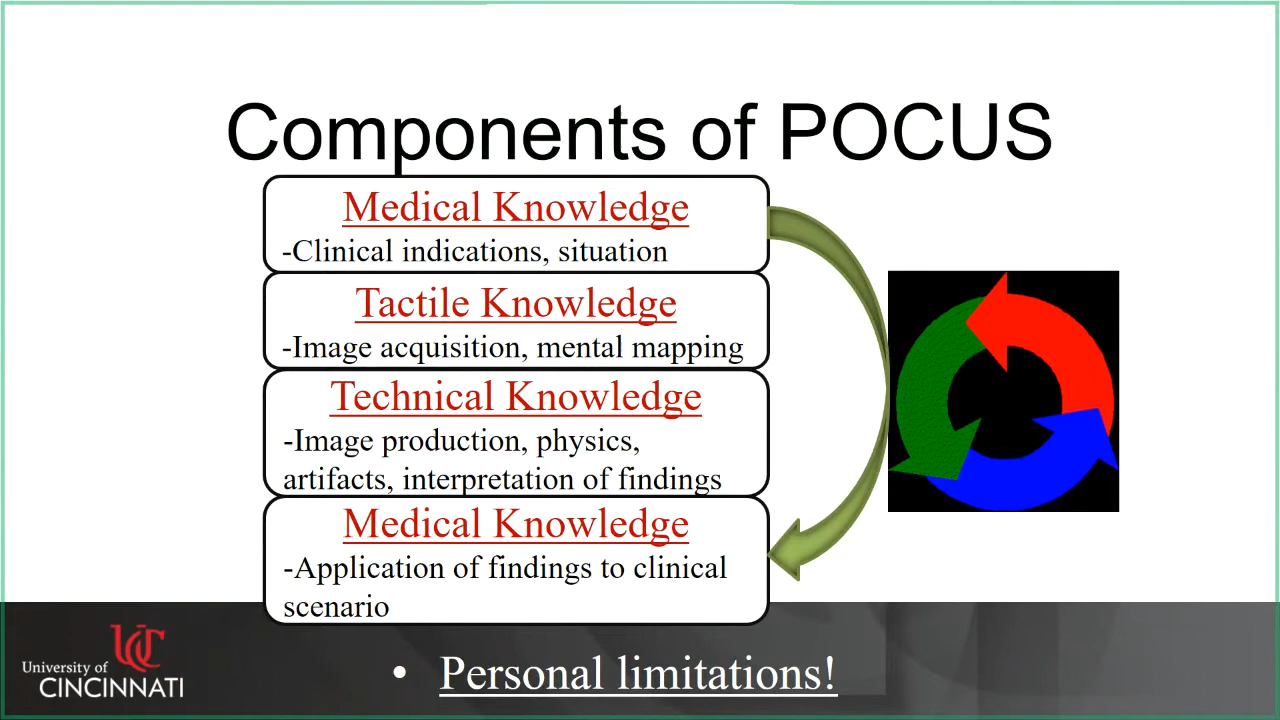 Components of POCUS
Medical Knowledge
-Clinical indications, situation
Tactile Knowledge
-Image acquisition, mental mapping
Technical Knowledge
-Image production, physics,
artifacts, interpretation of findings
Medical Knowledge
-Application of findings to clinical
scenario
• Personal limitations!
UC
University of
CINCINNATI